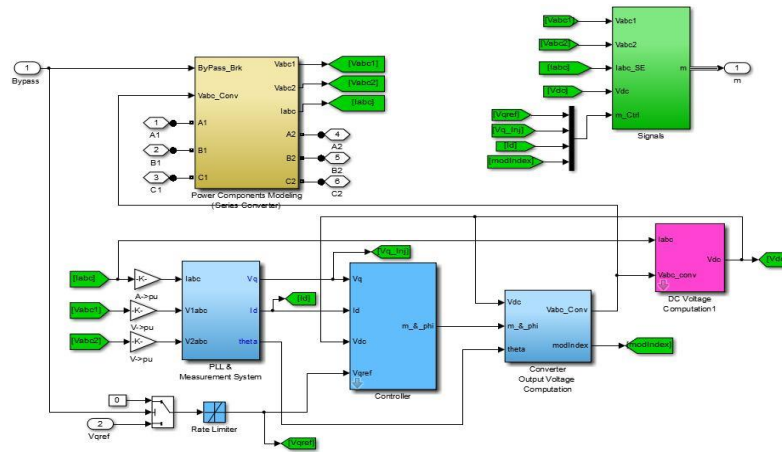 1
Bypass
ByPass_Brk
Vabc_Conv
A1
B1
C1
Vabc1
Vabc2
Iabc
A2
B2
C2
[Vabc1]
[Vabc2]
[Iabc]
1
A1
2
B1
3
C1
4
A2
5
B2
6
C2
Power Components Modeling
(Series Converter)
[Vabc1]
[Vabc2]
[Iabc]
[Vdc]
[Vqref]
[Vq_Inj]
[Id]
[modIndex]
Vabc1
Vabc2
Iabc_SE
Vdc
m_Ctrl
m
Signals
1
m
[Iabc]
[Vabc1]
[Vabc2]
-K-
A->pu
-K-
V->pu
-K-
V->pu
Iabc
V1abc
V2abc
Vq
Id
theta
PLL &
Measurement System
[Vq_Inj]
[Id]
Vq
Id
Vdc
Vqref
m_&_phi
Controller
Vdc
m_&_phi
theta
Vabc_Conv
modIndex
Converter
Output Voltage
Computation
Iabc
Vabc_conv
Vdc
DC Voltage
Computation1
[modIndex]
0
2
Vqref
Rate Limiter
[Vqref]